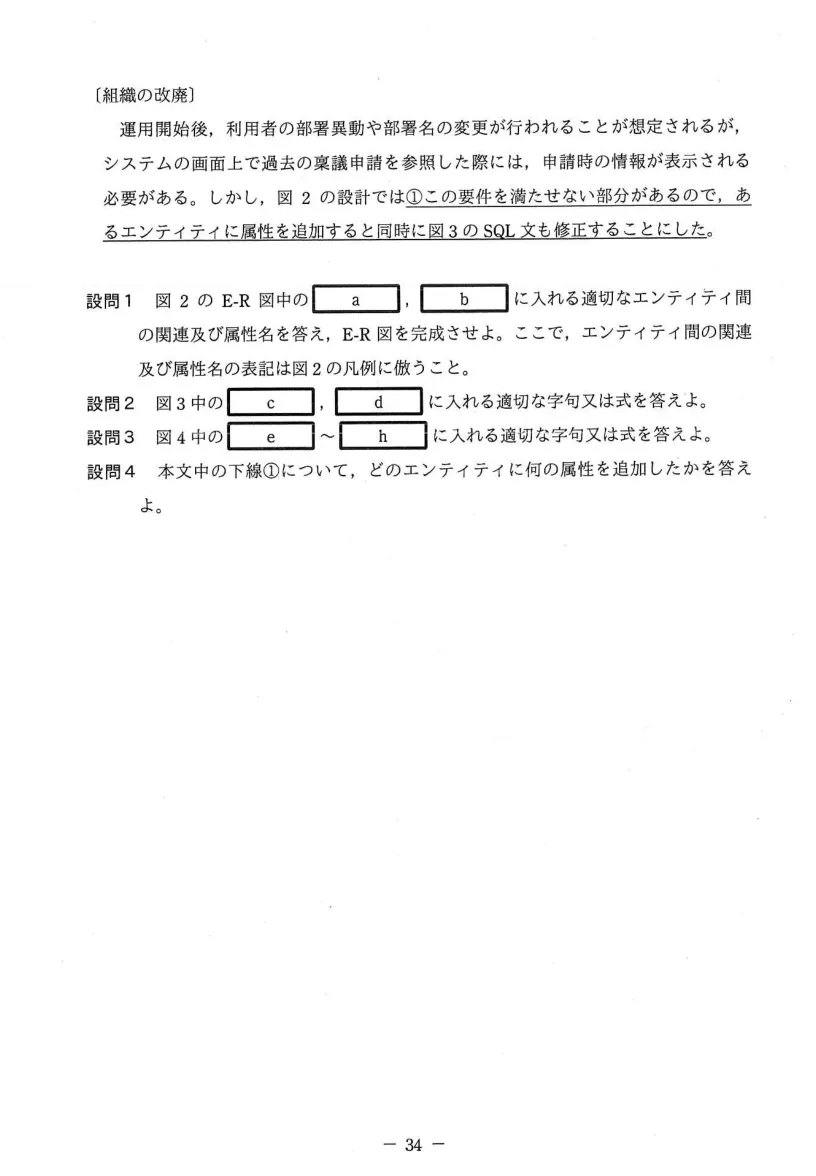 〔組織の改廃〕
運用開始後，利用者の部署異動や部署名の変更が行われることが想定されるが，
システムの画面上で過去の稟議申請を参照した際には，申請時の情報が表示される
必要がある。しかし，図 2 の設計では①この要件を満たせない部分があるので，あ
るエンティティに属性を追加すると同時に図 3 の SQL 文も修正することにした。
設問1 図 2 の E-R 図中の a ， b に入れる適切なエンティティ間
の関連及び属性名を答え，E-R 図を完成させよ。ここで，エンティティ間の関連
及び属性名の表記は図 2 の凡例に倣うこと。
設問2 図 3 中の c ， d に入れる適切な字句又は式を答えよ。
設問3 図 4 中の e ～ h に入れる適切な字句又は式を答えよ。
設問4 本文中の下線①について，どのエンティティに何の属性を追加したかを答え
よ。
－ 34 －